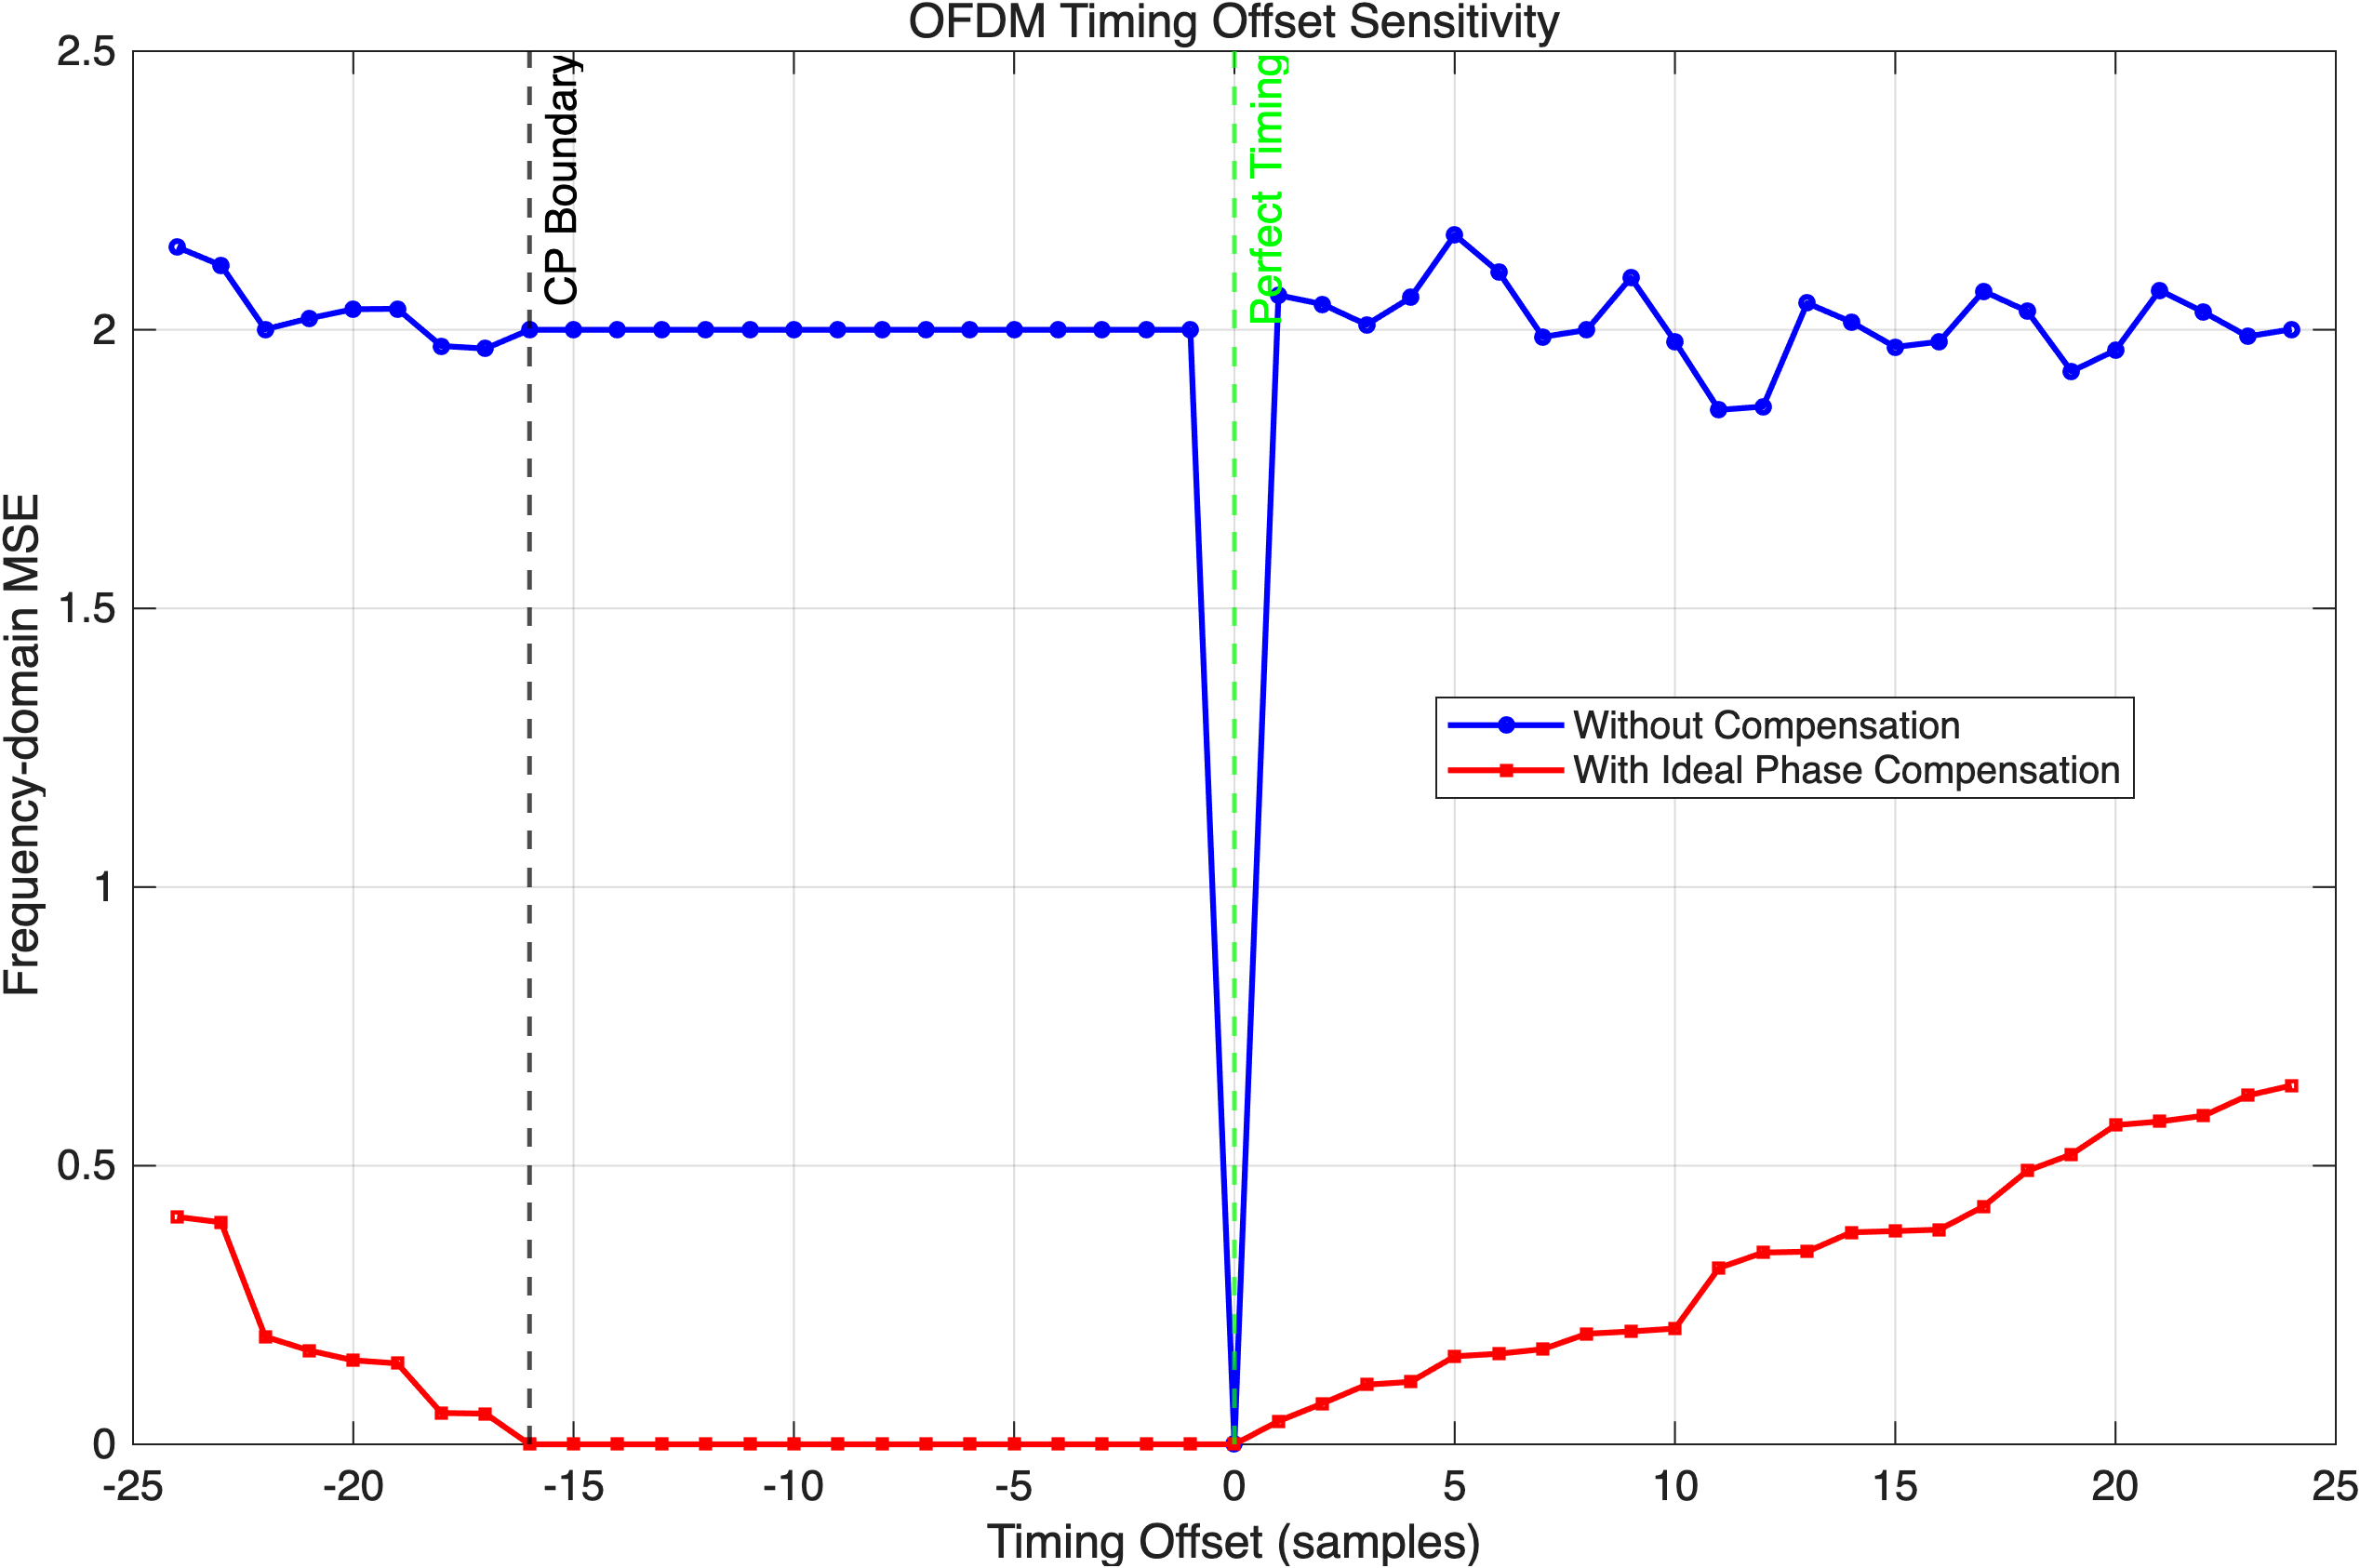 OFDM Timing Offset Sensitivity
2.5
2
1.5
1
0.5
0
Frequency-domain MSE
CP Boundary
Perfect Timing
Without Compensation
With Ideal Phase Compensation
-25 -20 -15 -10 -5 0 5 10 15 20 25
Timing Offset (samples)